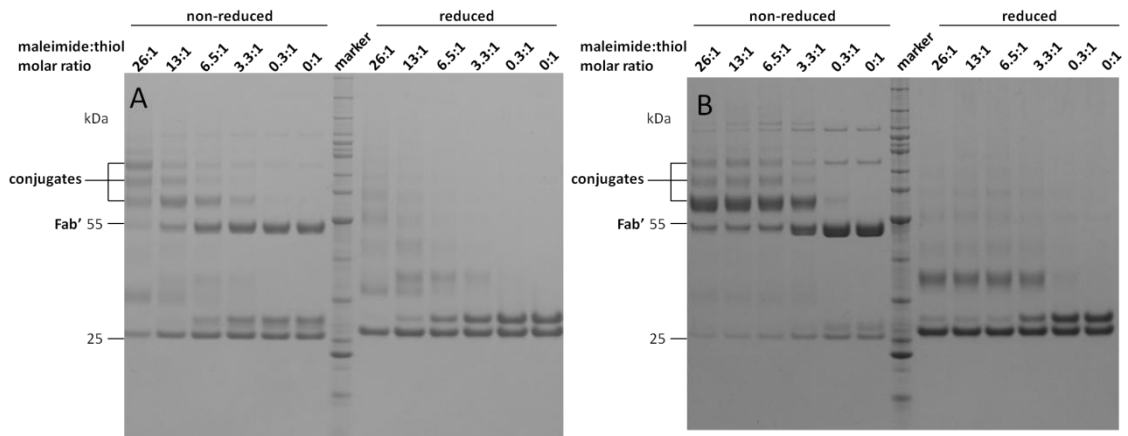 non-reduced reduced
maleimide:thiol
molar ratio
26:1 13:1 6.5:1 3.3:1 0.3:1 0:1 marker 26:1 13:1 6.5:1 3.3:1 0.3:1 0:1
A
kDa
conjugates
Fab' 55
25
non-reduced reduced
maleimide:thiol
molar ratio
26:1 13:1 6.5:1 3.3:1 0.3:1 0:1 marker 26:1 13:1 6.5:1 3.3:1 0.3:1 0:1
B
kDa
conjugates
Fab' 55
25